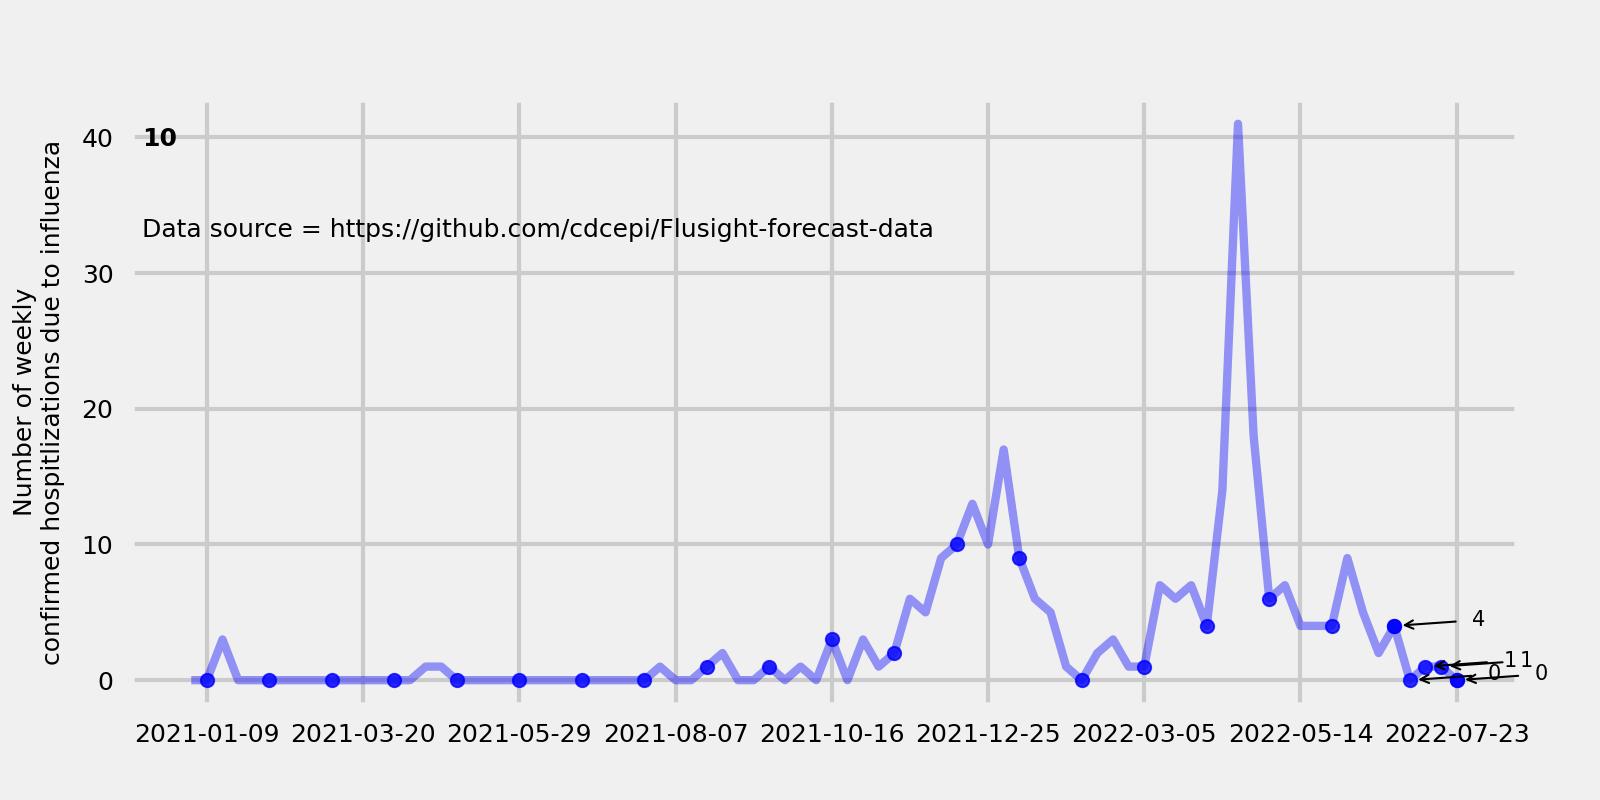 40
10
Data source = https://github.com/cdcepi/Flusight-forecast-data
30
20
10
0
Number of weekly
confirmed hospitlizations due to influenza
4
1
1
0
0
2021-01-09 2021-03-20 2021-05-29 2021-08-07 2021-10-16 2021-12-25 2022-03-05 2022-05-14 2022-07-23